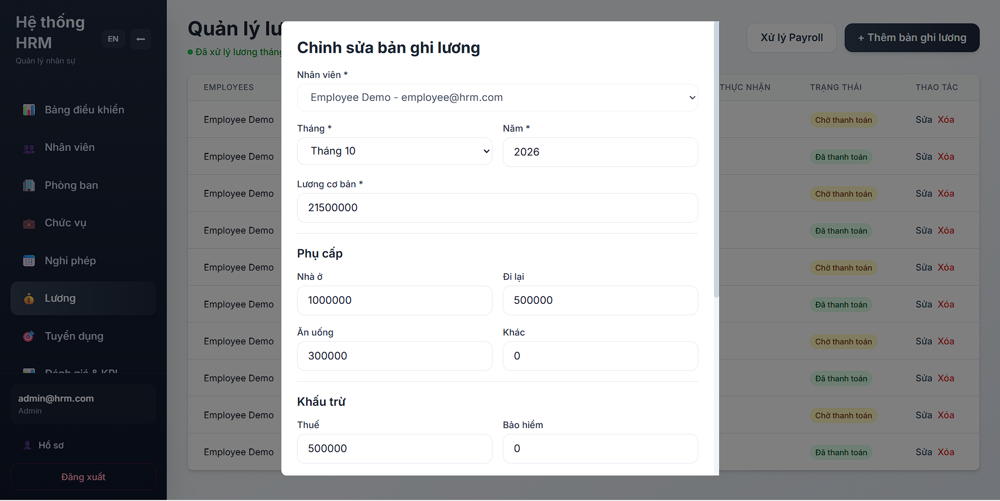 Hệ thống
HRM
EN
Quản lý nhân sự
Bảng điều khiển
Nhân viên
Phòng ban
Chức vụ
Nghỉ phép
Lương
Tuyển dụng
Đánh giá & KPI
admin@hrm.com
Admin
Hồ sơ
Đăng xuất
Quản lý lư
Đã xử lý lương tháng
Xử lý Payroll
+ Thêm bản ghi lương
EMPLOYEES
THỰC NHẬN
TRẠNG THÁI
THAO TÁC
Employee Demo
Chờ thanh toán
Sửa Xóa
Employee Demo
Đã thanh toán
Sửa Xóa
Employee Demo
Chờ thanh toán
Sửa Xóa
Employee Demo
Đã thanh toán
Sửa Xóa
Employee Demo
Chờ thanh toán
Sửa Xóa
Employee Demo
Đã thanh toán
Sửa Xóa
Employee Demo
Chờ thanh toán
Sửa Xóa
Employee Demo
Đã thanh toán
Sửa Xóa
Employee Demo
Chờ thanh toán
Sửa Xóa
Employee Demo
Đã thanh toán
Sửa Xóa
Chỉnh sửa bản ghi lương
Nhân viên *
Employee Demo - employee@hrm.com
Tháng *
Năm *
Tháng 10
2026
Lương cơ bản *
21500000
Phụ cấp
Nhà ở
Đi lại
1000000
500000
Ăn uống
Khác
300000
0
Khấu trừ
Thuế
Bảo hiểm
500000
0